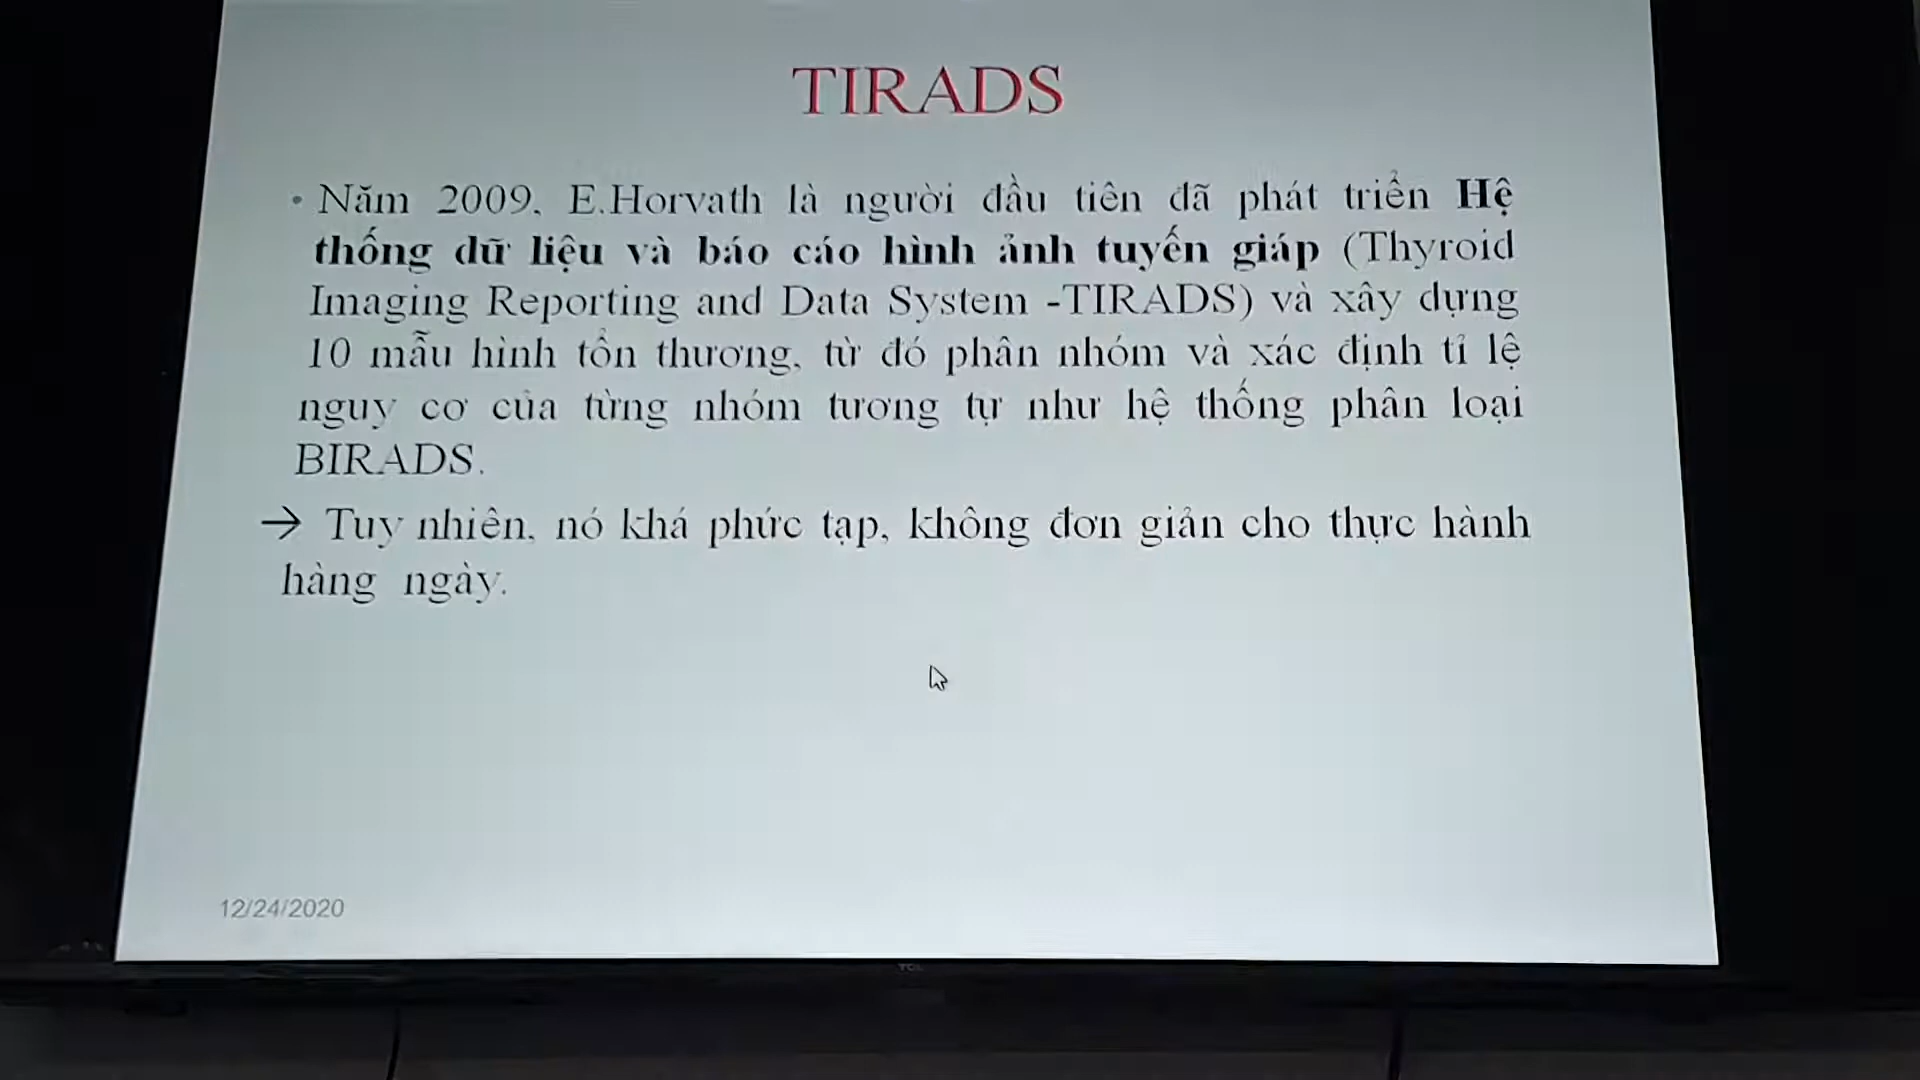 TIRADS
• Năm 2009, E.Horvath là người đầu tiên đã phát triển Hệ
thống dữ liệu và báo cáo hình ảnh tuyến giáp (Thyroid
Imaging Reporting and Data System -TIRADS) và xây dựng
10 mẫu hình tổn thương, từ đó phân nhóm và xác định tỉ lệ
nguy cơ của từng nhóm tương tự như hệ thống phân loại
BIRADS.
→ Tuy nhiên, nó khá phức tạp, không đơn giản cho thực hành
hàng ngày.
12/24/2020
TCL